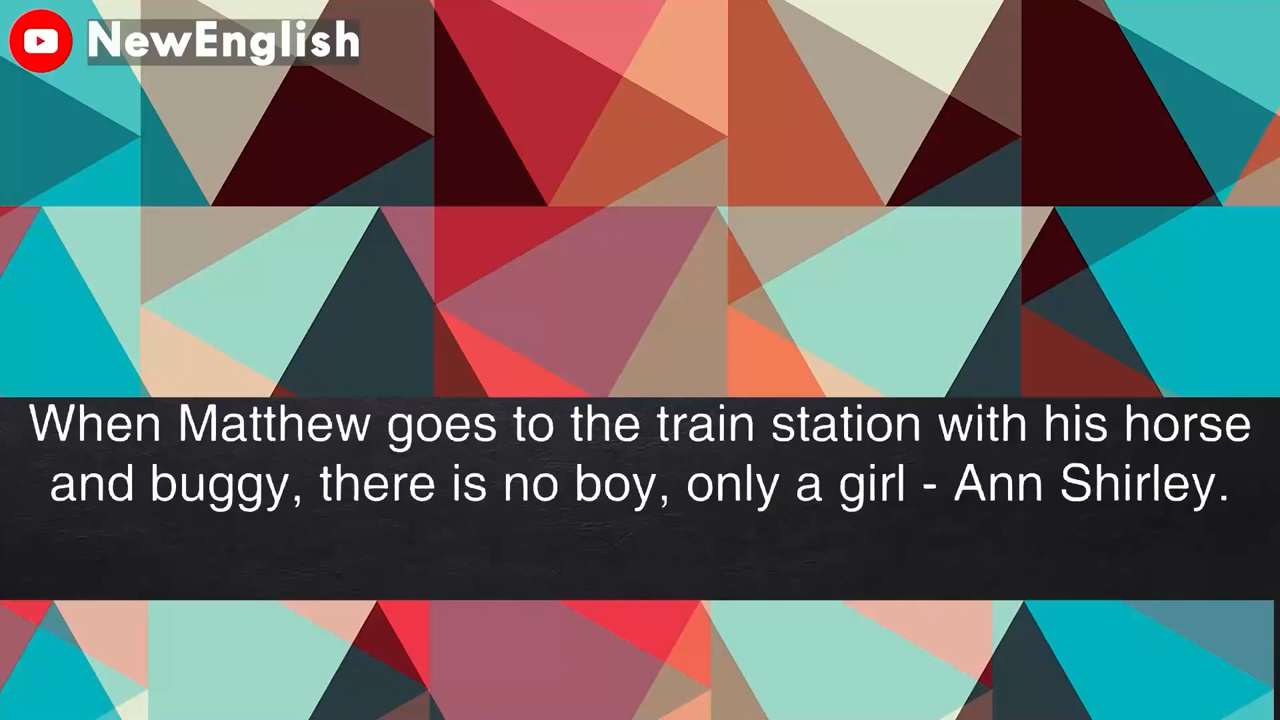 NewEnglish
When Matthew goes to the train station with his horse
and buggy, there is no boy, only a girl - Ann Shirley.